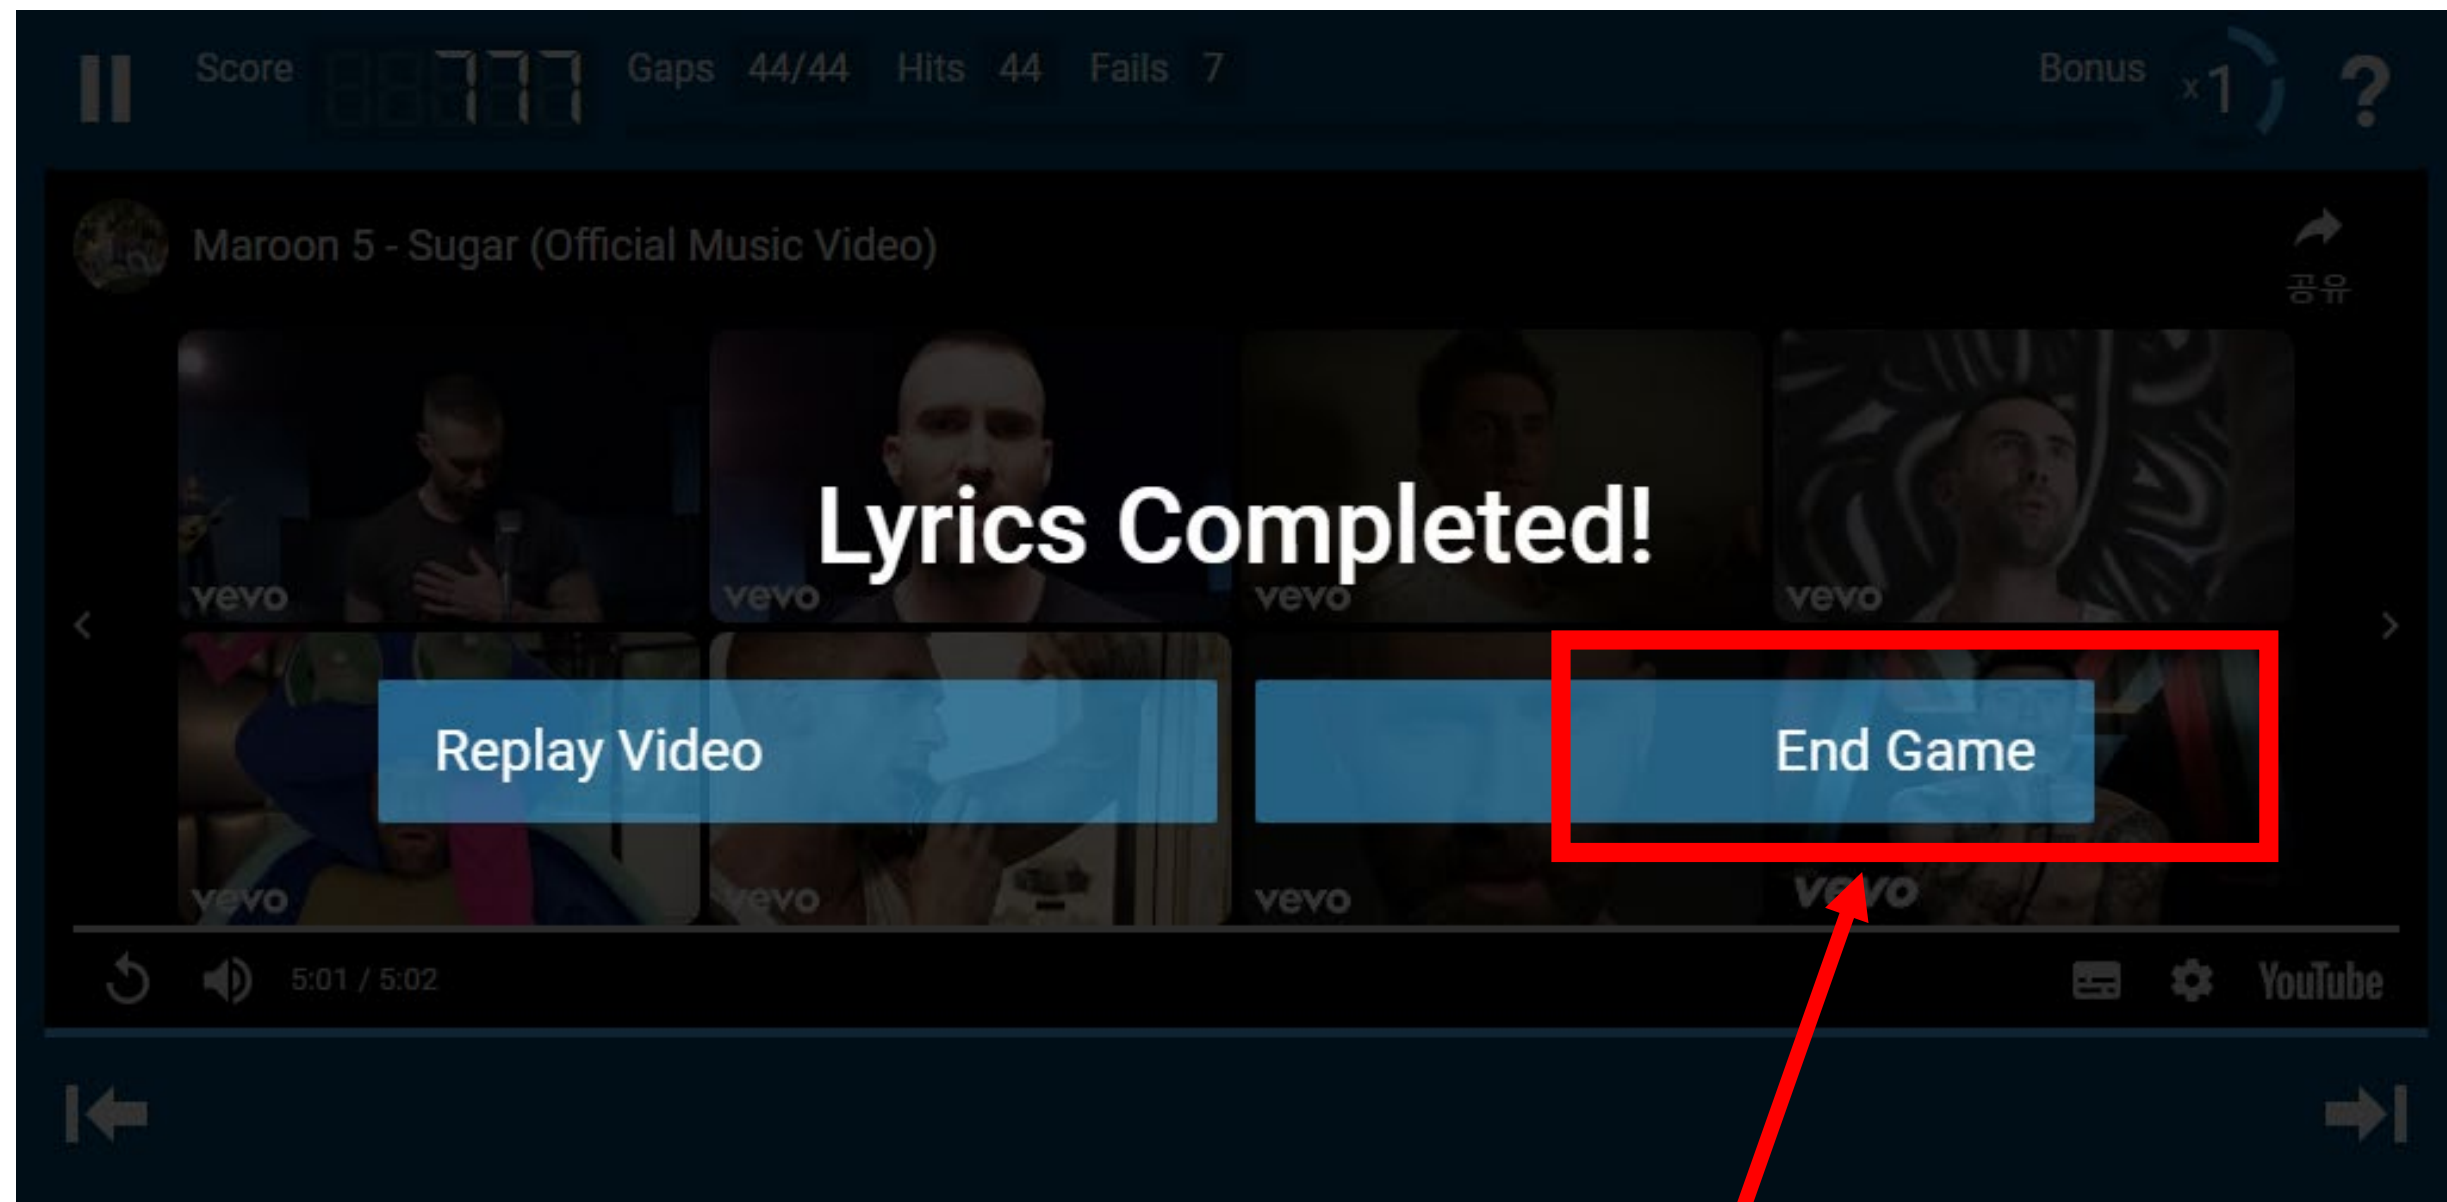 Score 777 Gaps 44/44 Hits 44 Fails 7 Bonus x1 ?
Maroon 5 - Sugar (Official Music Video)
공유
vevo vevo vevo vevo
Lyrics Completed!
Replay Video End Game
vevo vevo vevo vevo
5:01 / 5:02 YouTube